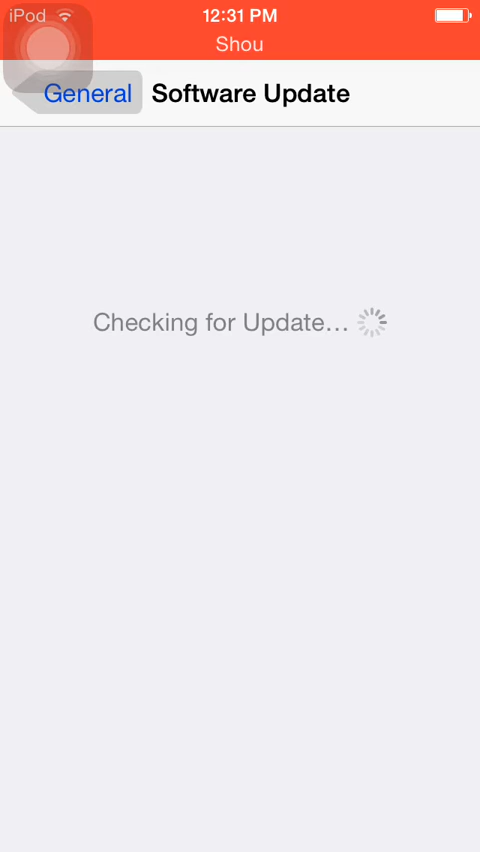 iPod 12:31 PM
Shou
General Software Update
Checking for Update...